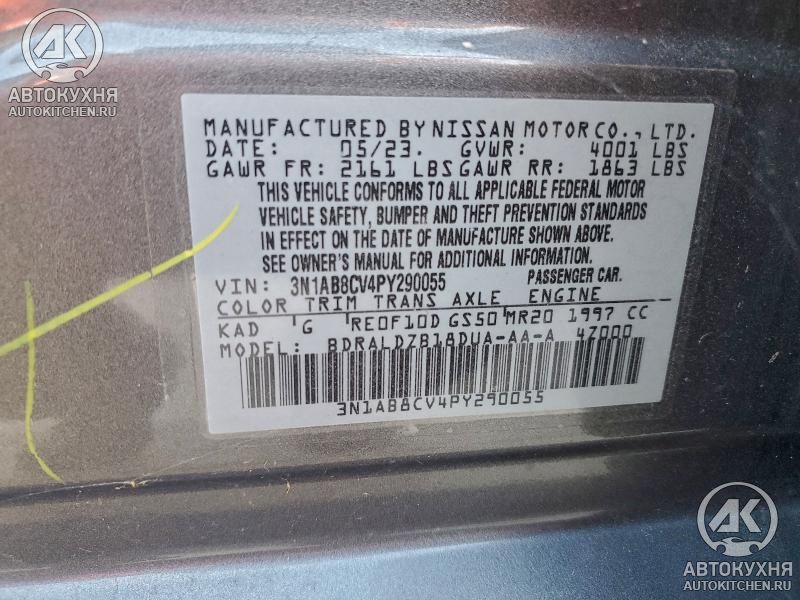 AK
АВТОКУХНЯ
AUTOKITCHEN.RU
MANUFACTURED BY NISSAN MOTOR CO., LTD.
DATE: 05/23. GVWR: 4001 LBS
GAWR FR: 2161 LBS GAWR RR: 1863 LBS
THIS VEHICLE CONFORMS TO ALL APPLICABLE FEDERAL MOTOR
VEHICLE SAFETY, BUMPER AND THEFT PREVENTION STANDARDS
IN EFFECT ON THE DATE OF MANUFACTURE SHOWN ABOVE.
SEE OWNER'S MANUAL FOR ADDITIONAL INFORMATION.
VIN: 3N1AB8CV4PY290055 PASSENGER CAR.
COLOR TRIM TRANS AXLE ENGINE
KAD G RE0F10D GS50 MR20 1997 CC
MODEL: BDRALDZB18DUA-AA-A 4Z000
3N1AB8CV4PY290055
AK
АВТОКУХНЯ
AUTOKITCHEN.RU